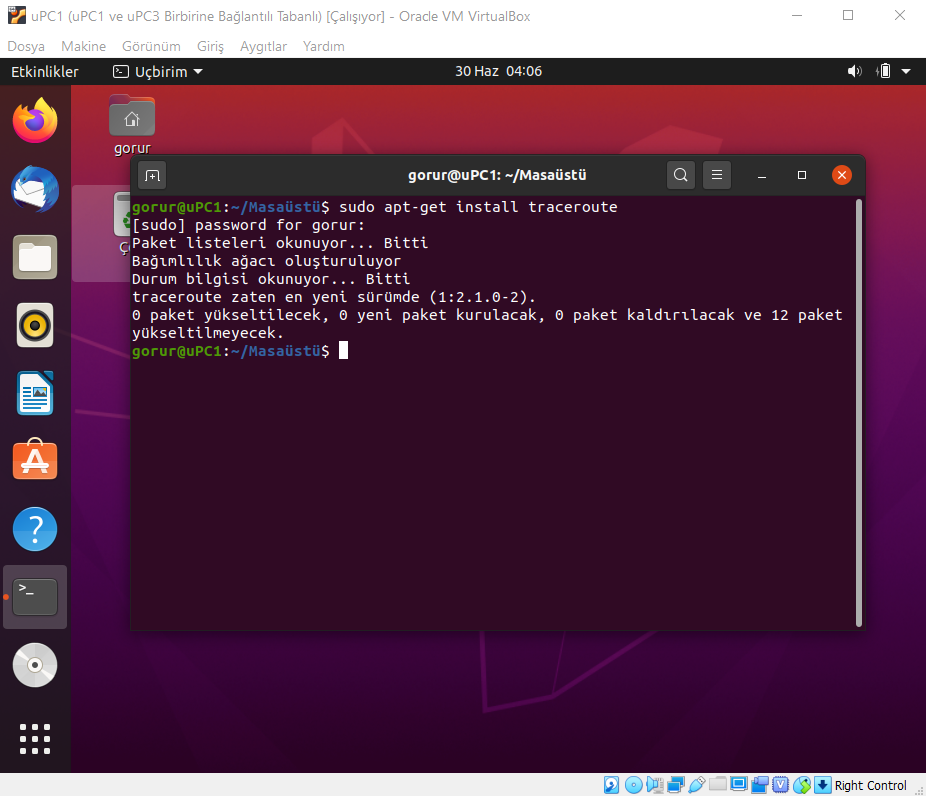 uPC1 (uPC1 ve uPC3 Birbirine Bağlantılı Tabanlı) [Çalışıyor] - Oracle VM VirtualBox
Dosya Makine Görünüm Giriş Aygıtlar Yardım
Etkinlikler Uçbirim 30 Haz 04:06
gorur
gorur@uPC1: ~/Masaüstü
gorur@uPC1:~/Masaüstü$ sudo apt-get install traceroute
[sudo] password for gorur:
Paket listeleri okunuyor... Bitti
Bağımlılık ağacı oluşturuluyor
Durum bilgisi okunuyor... Bitti
traceroute zaten en yeni sürümde (1:2.1.0-2).
0 paket yükseltilecek, 0 yeni paket kurulacak, 0 paket kaldırılacak ve 12 paket
yükseltilmeyecek.
gorur@uPC1:~/Masaüstü$
Right Control